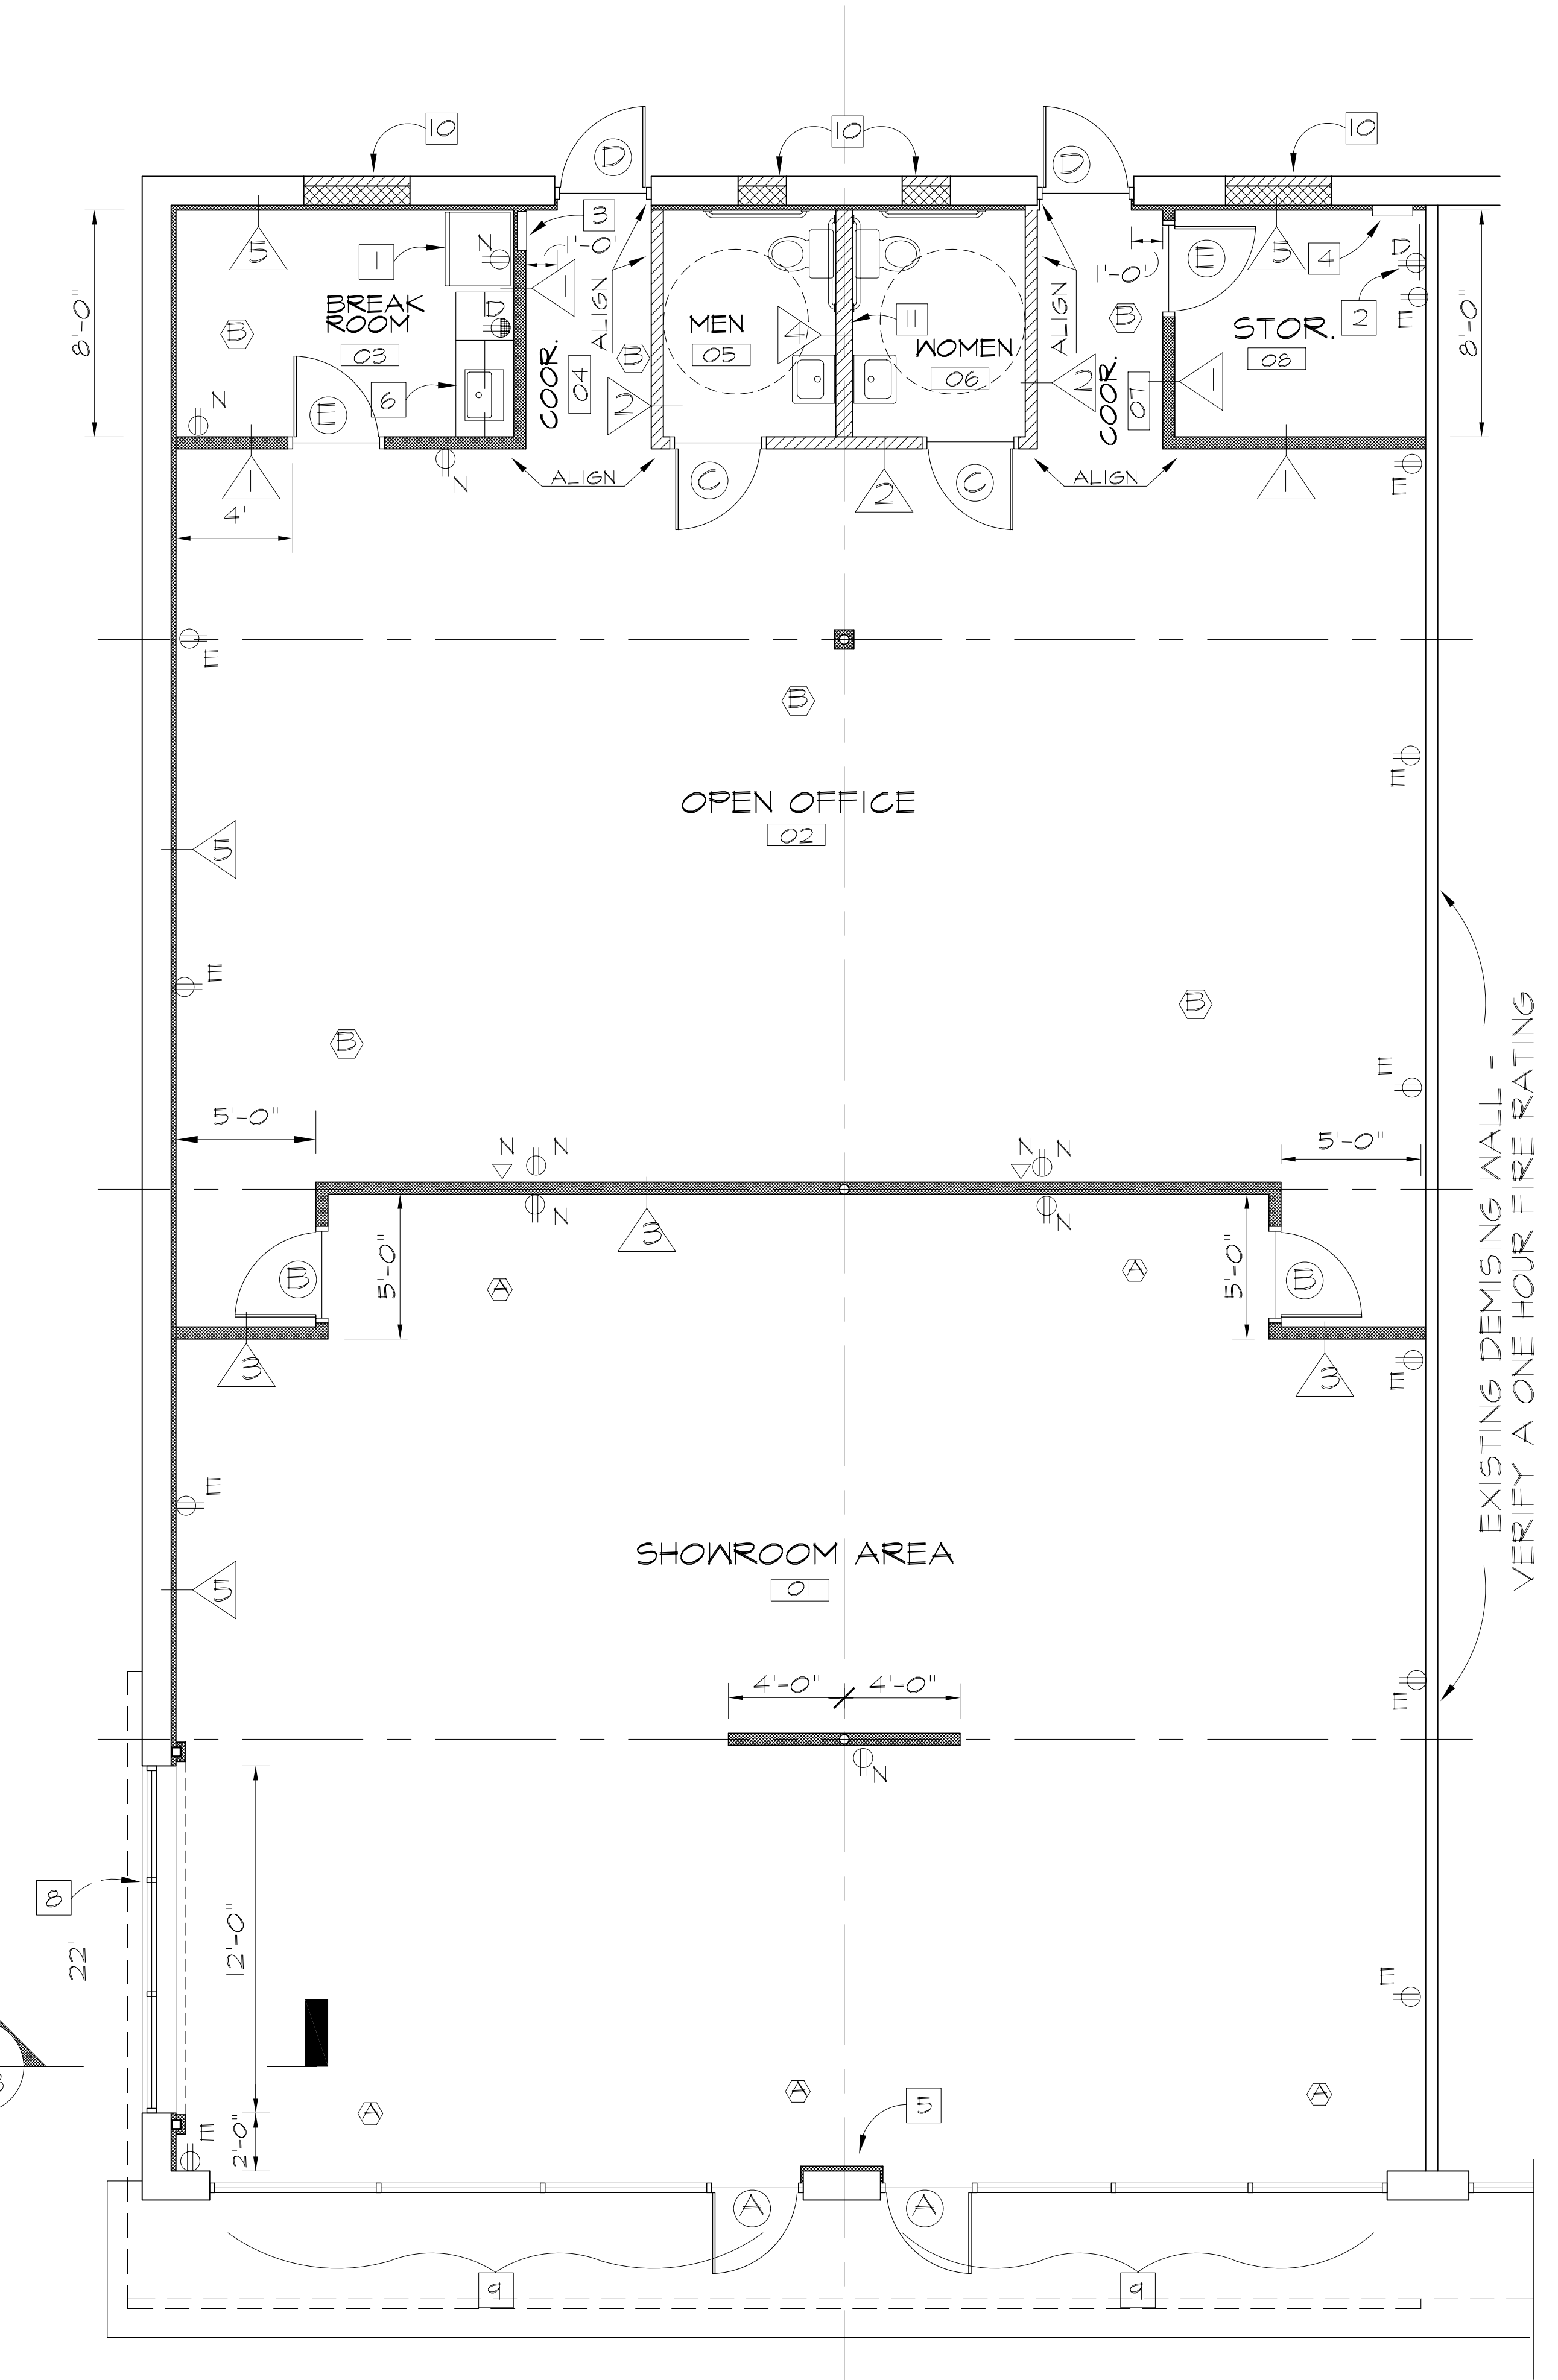 10
10
10
D
D
5
1
3
N
1'-0'
1
ALIGN
8'-0"
BREAK
ROOM
03
D
B
6
E
N
COOR.
04
B
2
MEN
05
4
11
WOMEN
06
ALIGN
2
1'-0'
B
COOR.
07
1
E
5
4
D
2
E
STOR.
08
8'-0"
1
4'
N
ALIGN
C
2
C
ALIGN
1
E
E
B
E
OPEN OFFICE
02
5
E
B
B
E
5'-0"
N
N
N
N
5'-0"
N
N
3
B
5'-0"
A
A
5'-0"
B
3
3
E
EXISTING DEMISING WALL -
VERIFY A ONE HOUR FIRE RATING
E
SHOWROOM AREA
01
5
4'-0"
4'-0"
E
N
8
22'
12'-0"
E
A
A
A
5
E
2'-0"
A
A
9
9